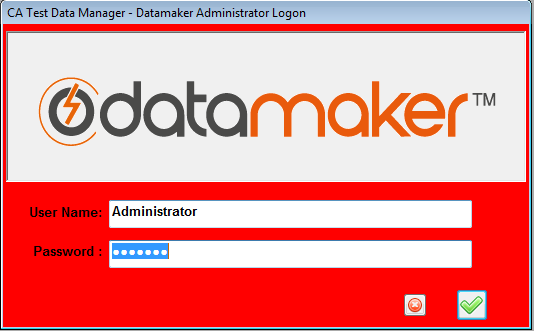 CA Test Data Manager - Datamaker Administrator Logon
datamaker™
User Name: Administrator
Password : •••••••